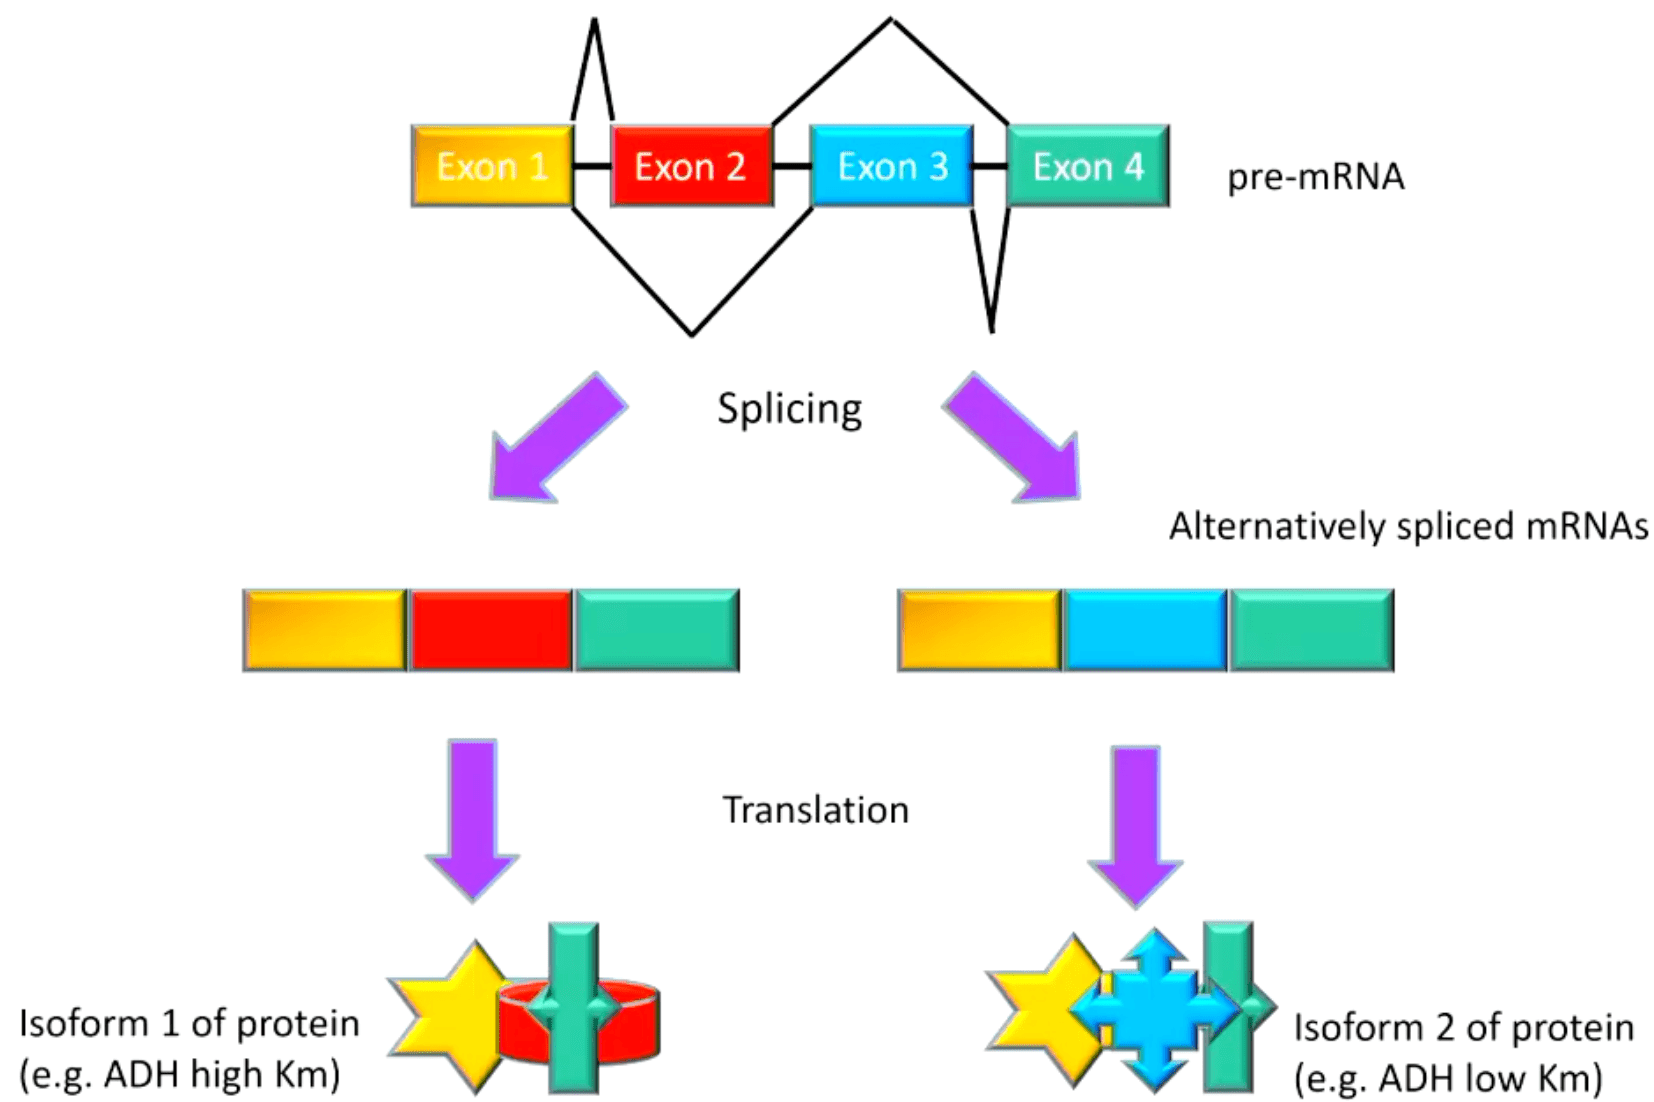 Exon 1
Exon 2
Exon 3
Exon 4
pre-mRNA
Splicing
Alternatively spliced mRNAs
Translation
Isoform 1 of protein
(e.g. ADH high Km)
Isoform 2 of protein
(e.g. ADH low Km)